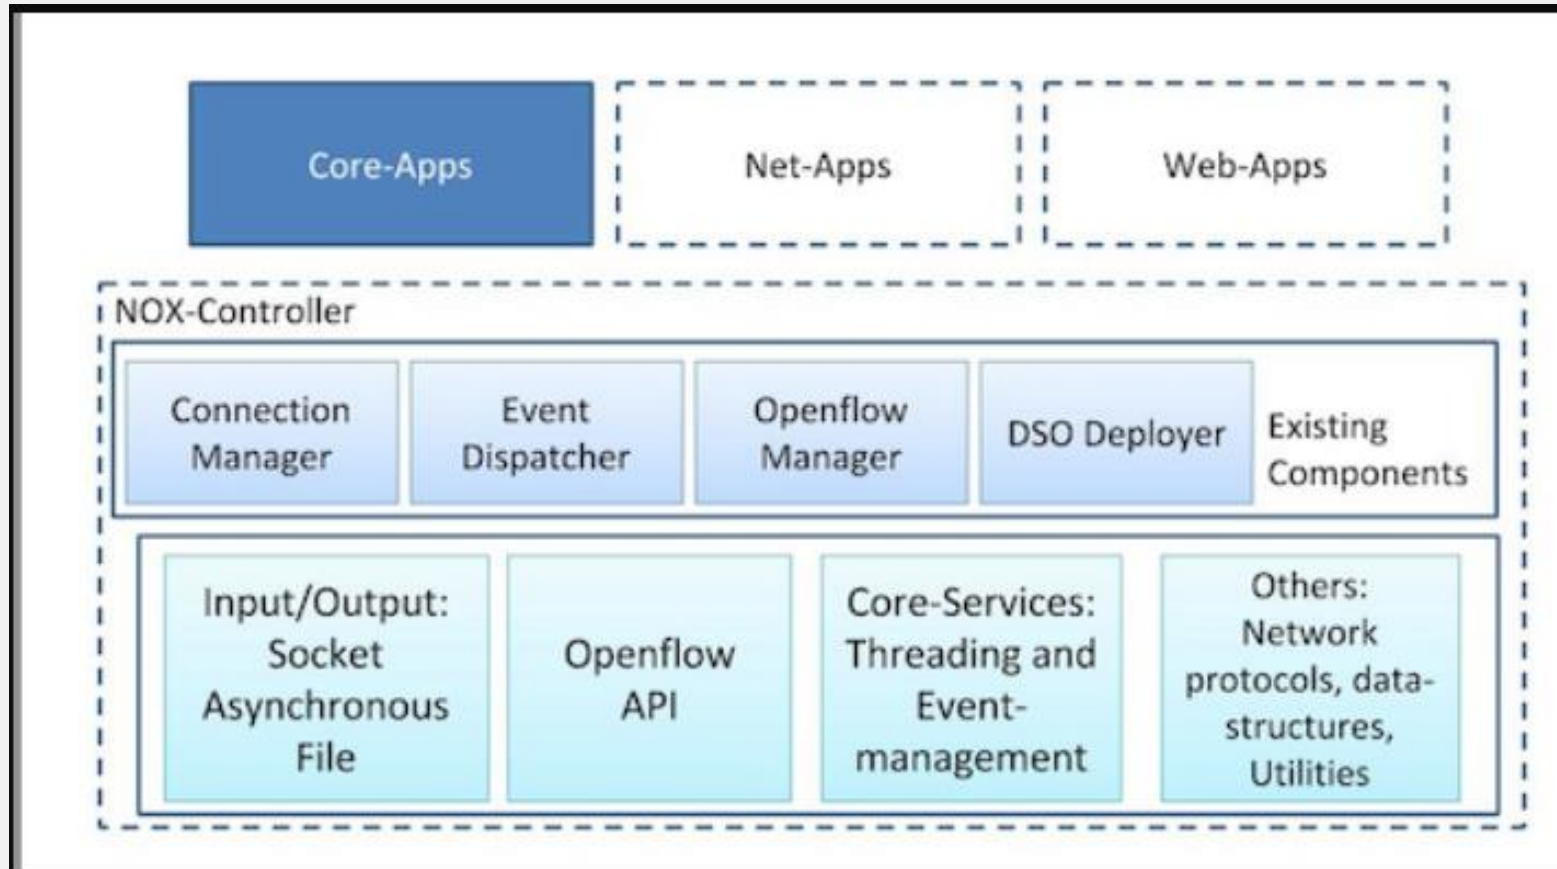 Core-Apps
Net-Apps
Web-Apps
NOX-Controller
Connection
Manager
Event
Dispatcher
Openflow
Manager
DSO Deployer
Existing
Components
Input/Output:
Socket
Asynchronous
File
Openflow
API
Core-Services:
Threading and
Event-
management
Others:
Network
protocols, data-
structures,
Utilities